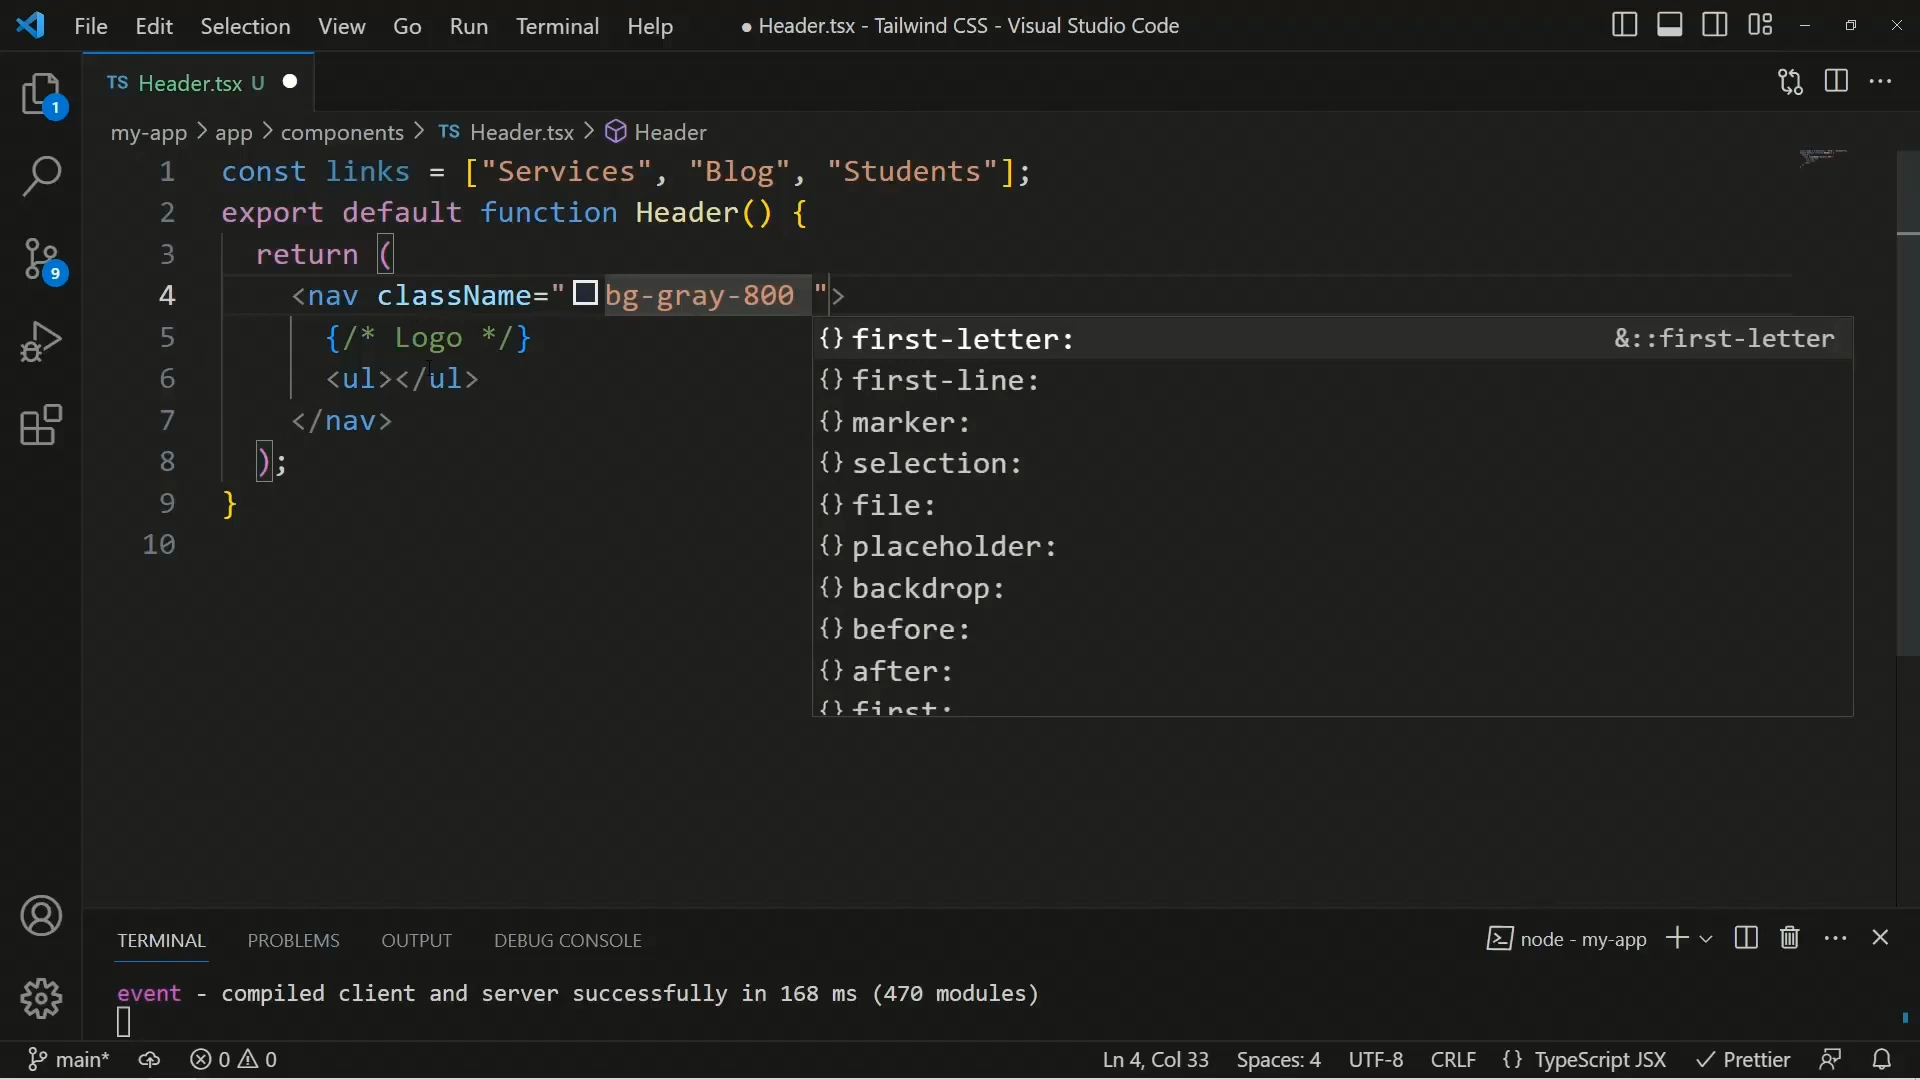 File Edit Selection View Go Run Terminal Help ● Header.tsx - Tailwind CSS - Visual Studio Code
TS Header.tsx U
my-app > app > components > TS Header.tsx > Header
1 const links = ["Services", "Blog", "Students"];
2 export default function Header() {
3 return (
4 <nav className="bg-gray-800 ">
5 {/* Logo */}
6 <ul></ul>
7 </nav>
8 );
9 }
10
{} first-letter: &::first-letter
{} first-line:
{} marker:
{} selection:
{} file:
{} placeholder:
{} backdrop:
{} before:
{} after:
{} first:
1
9
TERMINAL PROBLEMS OUTPUT DEBUG CONSOLE node - my-app
event - compiled client and server successfully in 168 ms (470 modules)
main* 0 0 Ln 4, Col 33 Spaces: 4 UTF-8 CRLF {} TypeScript JSX Prettier